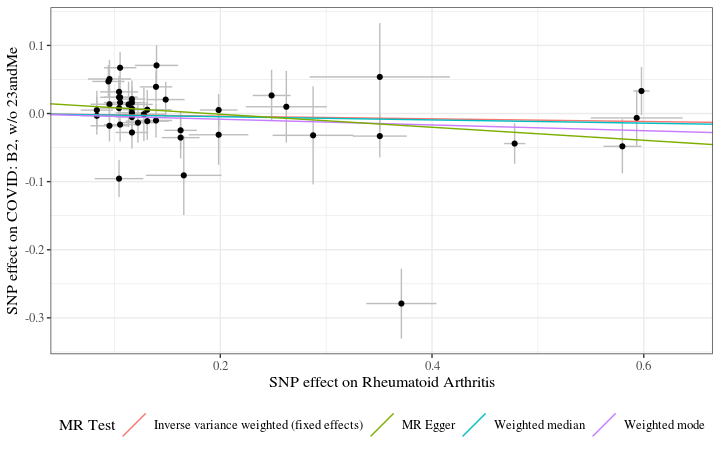 SNP effect on COVID: B2, w/o 23andMe
0.1
0.0
-0.1
-0.2
-0.3
0.2 0.4 0.6
SNP effect on Rheumatoid Arthritis
MR Test Inverse variance weighted (fixed effects) MR Egger Weighted median Weighted mode